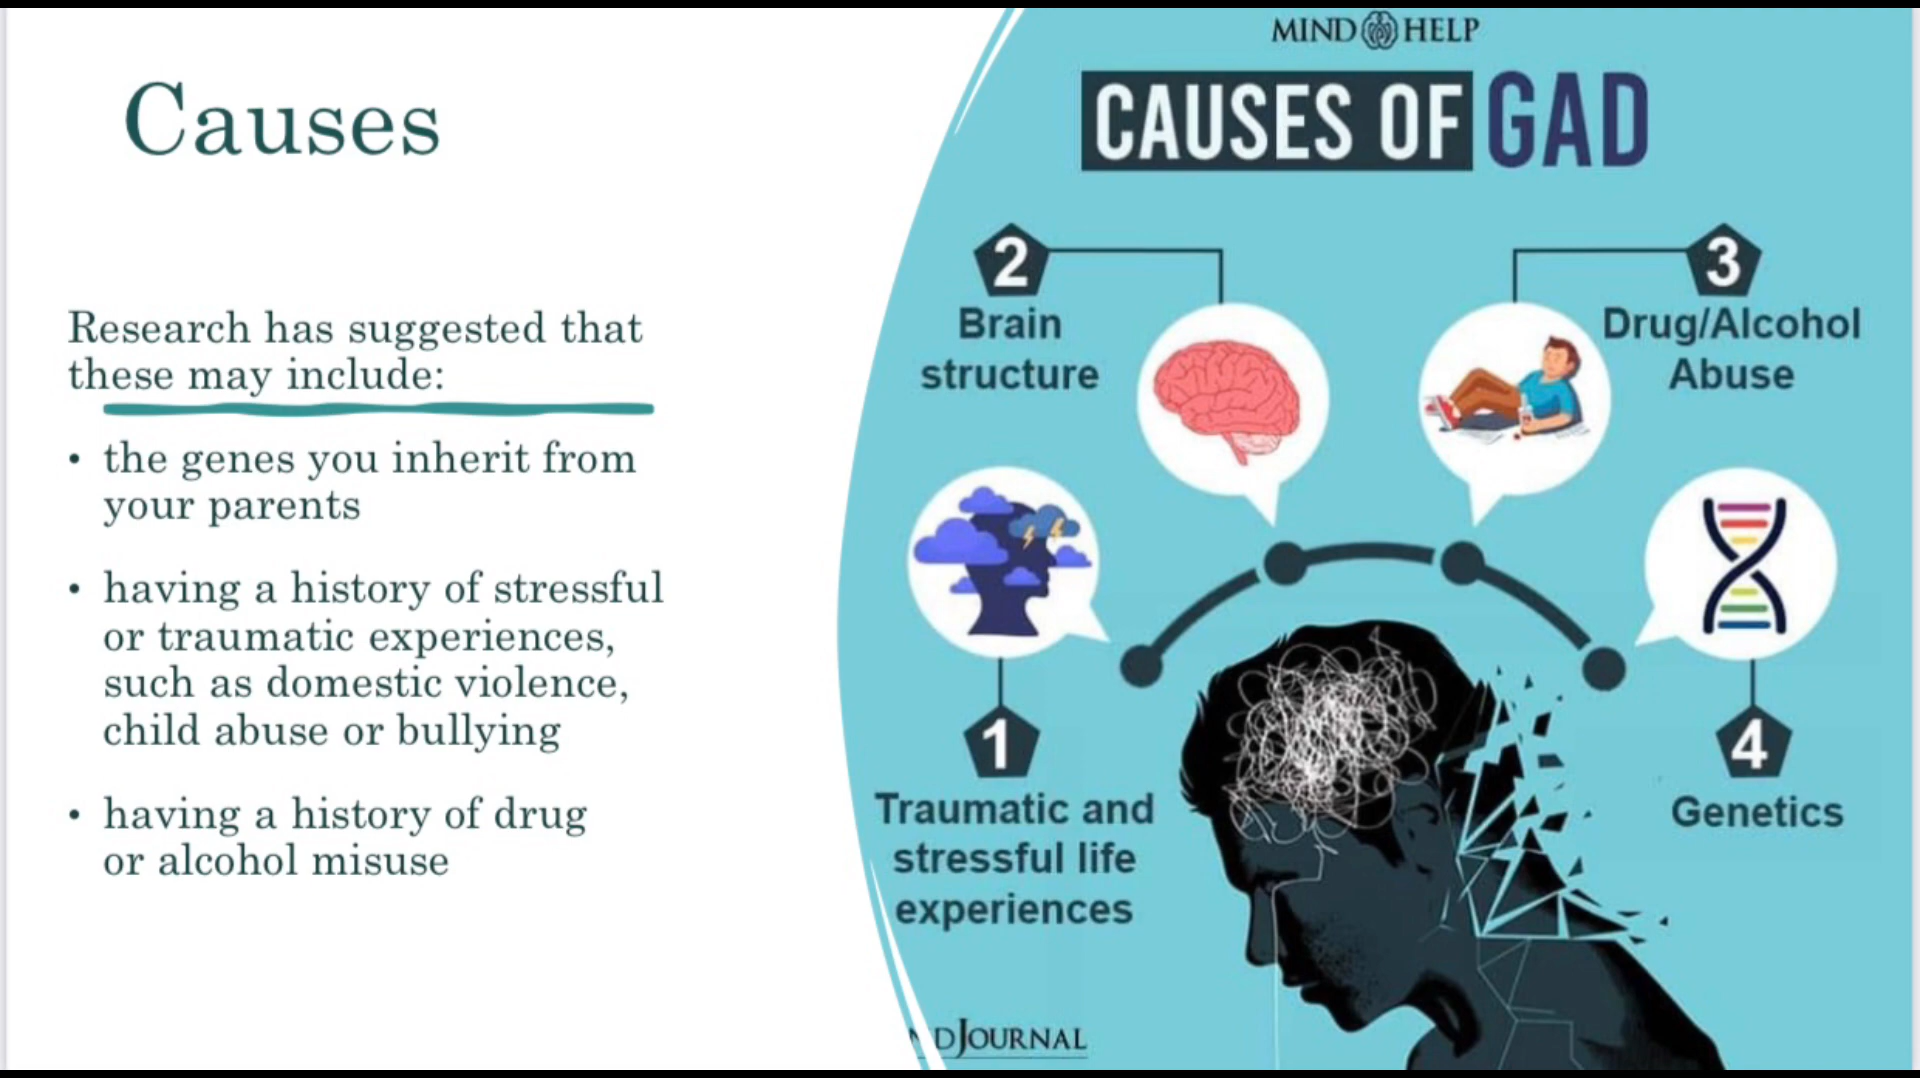 Causes
Research has suggested that
these may include:
• the genes you inherit from
your parents
• having a history of stressful
or traumatic experiences,
such as domestic violence,
child abuse or bullying
• having a history of drug
or alcohol misuse
MIND HELP
CAUSES OF GAD
2
Brain
structure
3
Drug/Alcohol
Abuse
1
Traumatic and
stressful life
experiences
4
Genetics
JOURNAL